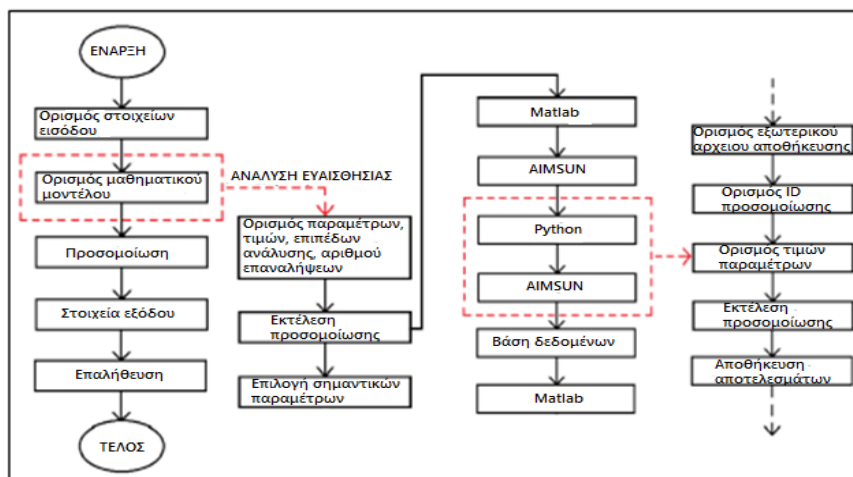 ΕΝΑΡΞΗ
Ορισμός στοιχείων
εισόδου
Ορισμός μαθηματικού
μοντέλου
Προσομοίωση
Στοιχεία εξόδου
Επαλήθευση
ΤΕΛΟΣ
ΑΝΑΛΥΣΗ ΕΥΑΙΣΘΗΣΙΑΣ
Ορισμός παραμέτρων,
τιμών, επιπέδων
ανάλυσης, αριθμού
επαναλήψεων
Εκτέλεση
προσομοίωσης
Επιλογή σημαντικών
παραμέτρων
Matlab
AIMSUN
Python
AIMSUN
Βάση δεδομένων
Matlab
Ορισμός εξωτερικού
αρχειου αποθήκευσης
Ορισμός ID
προσομοίωσης
Ορισμός τιμών
παραμέτρων
Εκτέλεση
προσομοίωσης
Αποθήκευση
αποτελεσμάτων